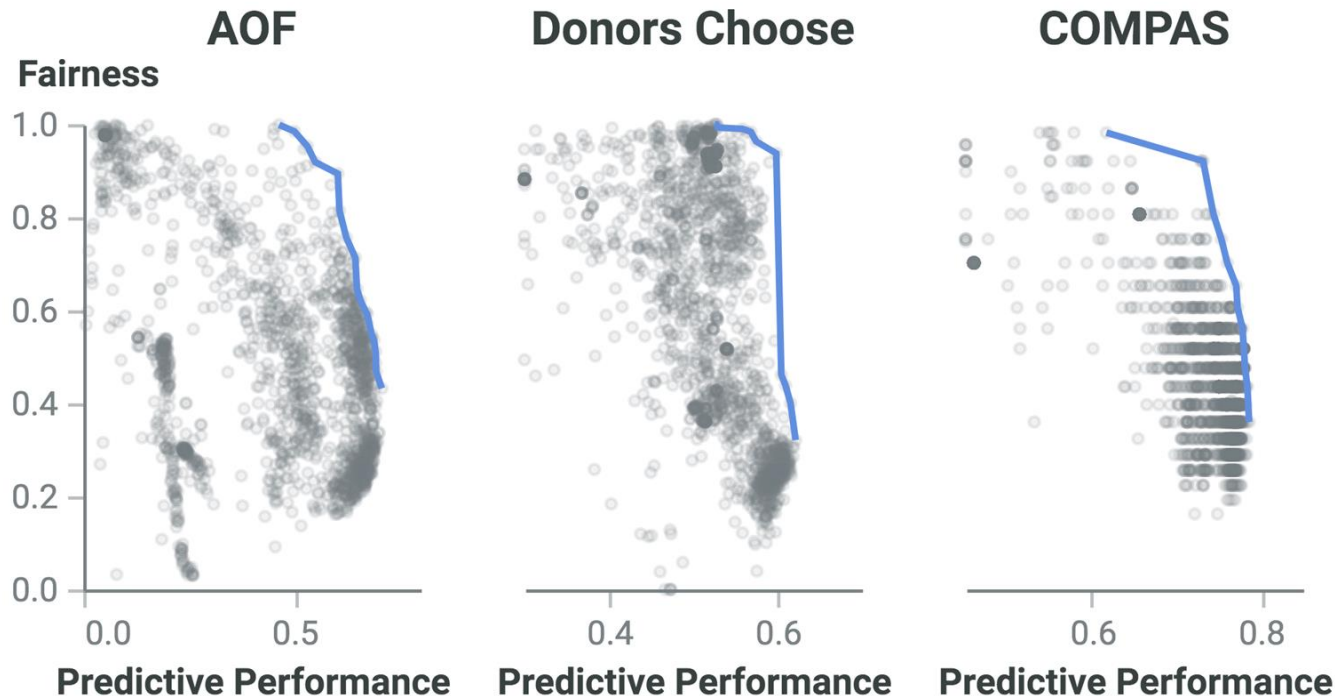 AOF Donors Choose COMPAS
Fairness
1.0
0.8
0.6
0.4
0.2
0.0
0.0 0.5 0.4 0.6 0.6 0.8
Predictive Performance Predictive Performance Predictive Performance